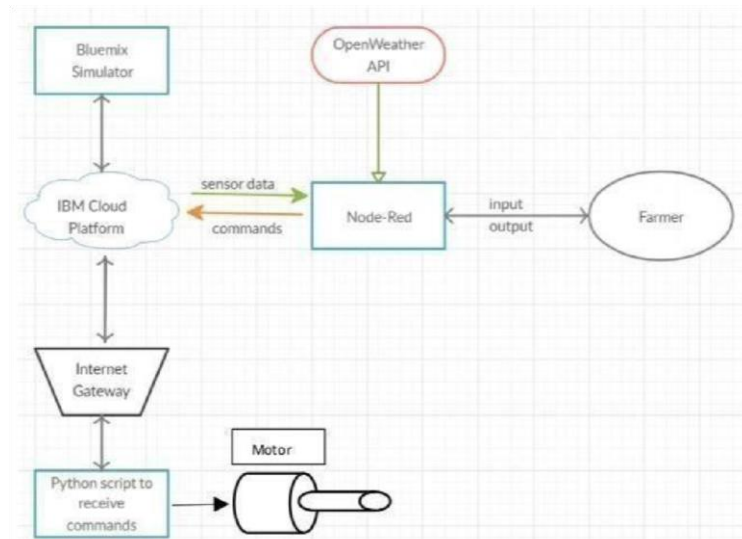 Bluemix
Simulator
OpenWeather
API
IBM Cloud
Platform
sensor data
commands
Node-Red
input
output
Farmer
Internet
Gateway
Motor
Python script to
receive
commands